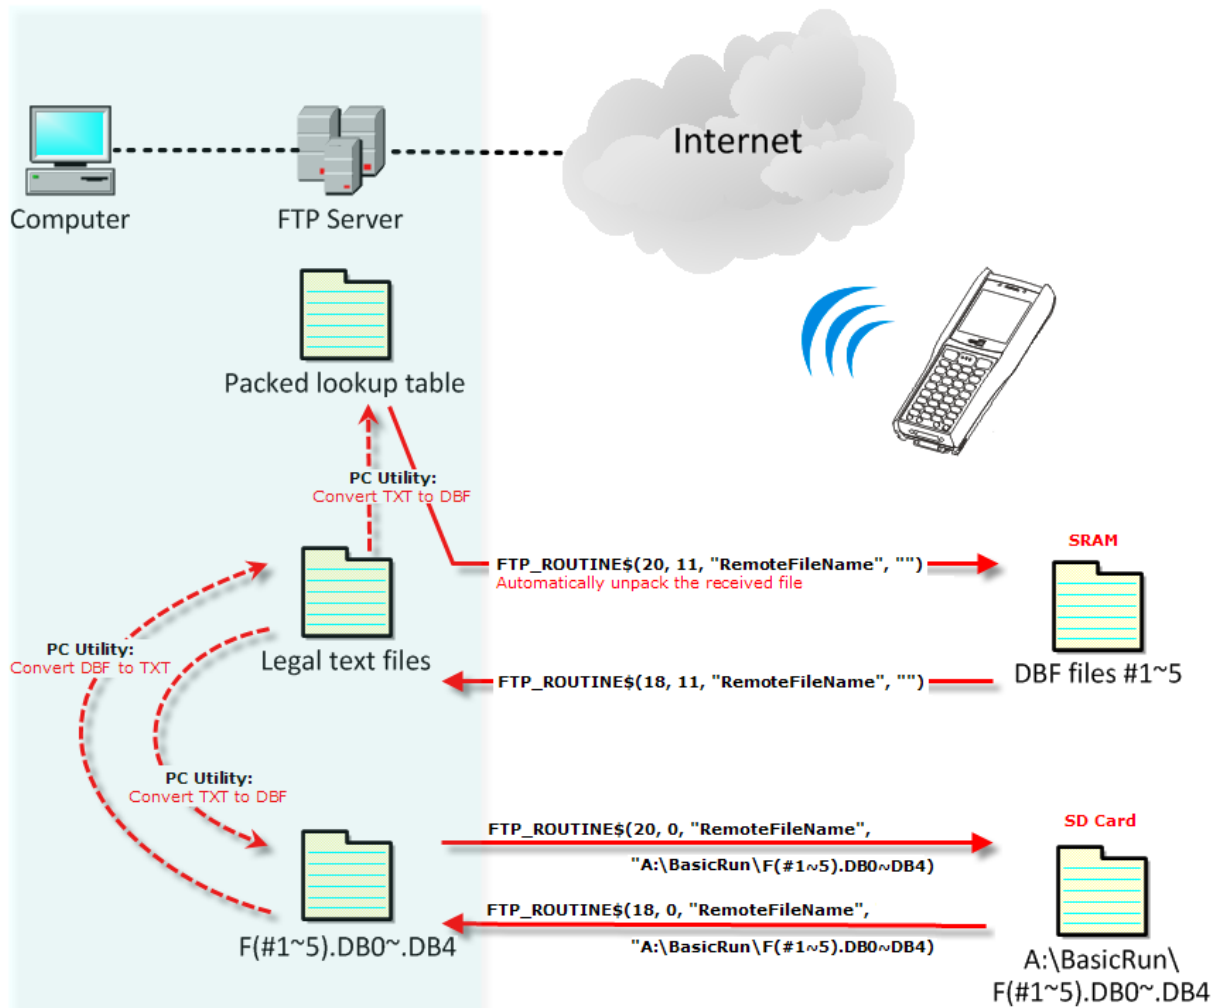 Internet
Computer
FTP Server
Packed lookup table
PC Utility:
Convert TXT to DBF
FTP_ROUTINE$(20, 11, "RemoteFileName", "")
Automatically unpack the received file
SRAM
DBF files #1~5
PC Utility:
Convert DBF to TXT
Legal text files
FTP_ROUTINE$(18, 11, "RemoteFileName", "")
PC Utility:
Convert TXT to DBF
FTP_ROUTINE$(20, 0, "RemoteFileName",
"A:\BasicRun\F(#1~5).DB0~DB4)
SD Card
FTP_ROUTINE$(18, 0, "RemoteFileName",
"A:\BasicRun\F(#1~5).DB0~DB4)
F(#1~5).DB0~.DB4
A:\BasicRun\
F(#1~5).DB0~.DB4